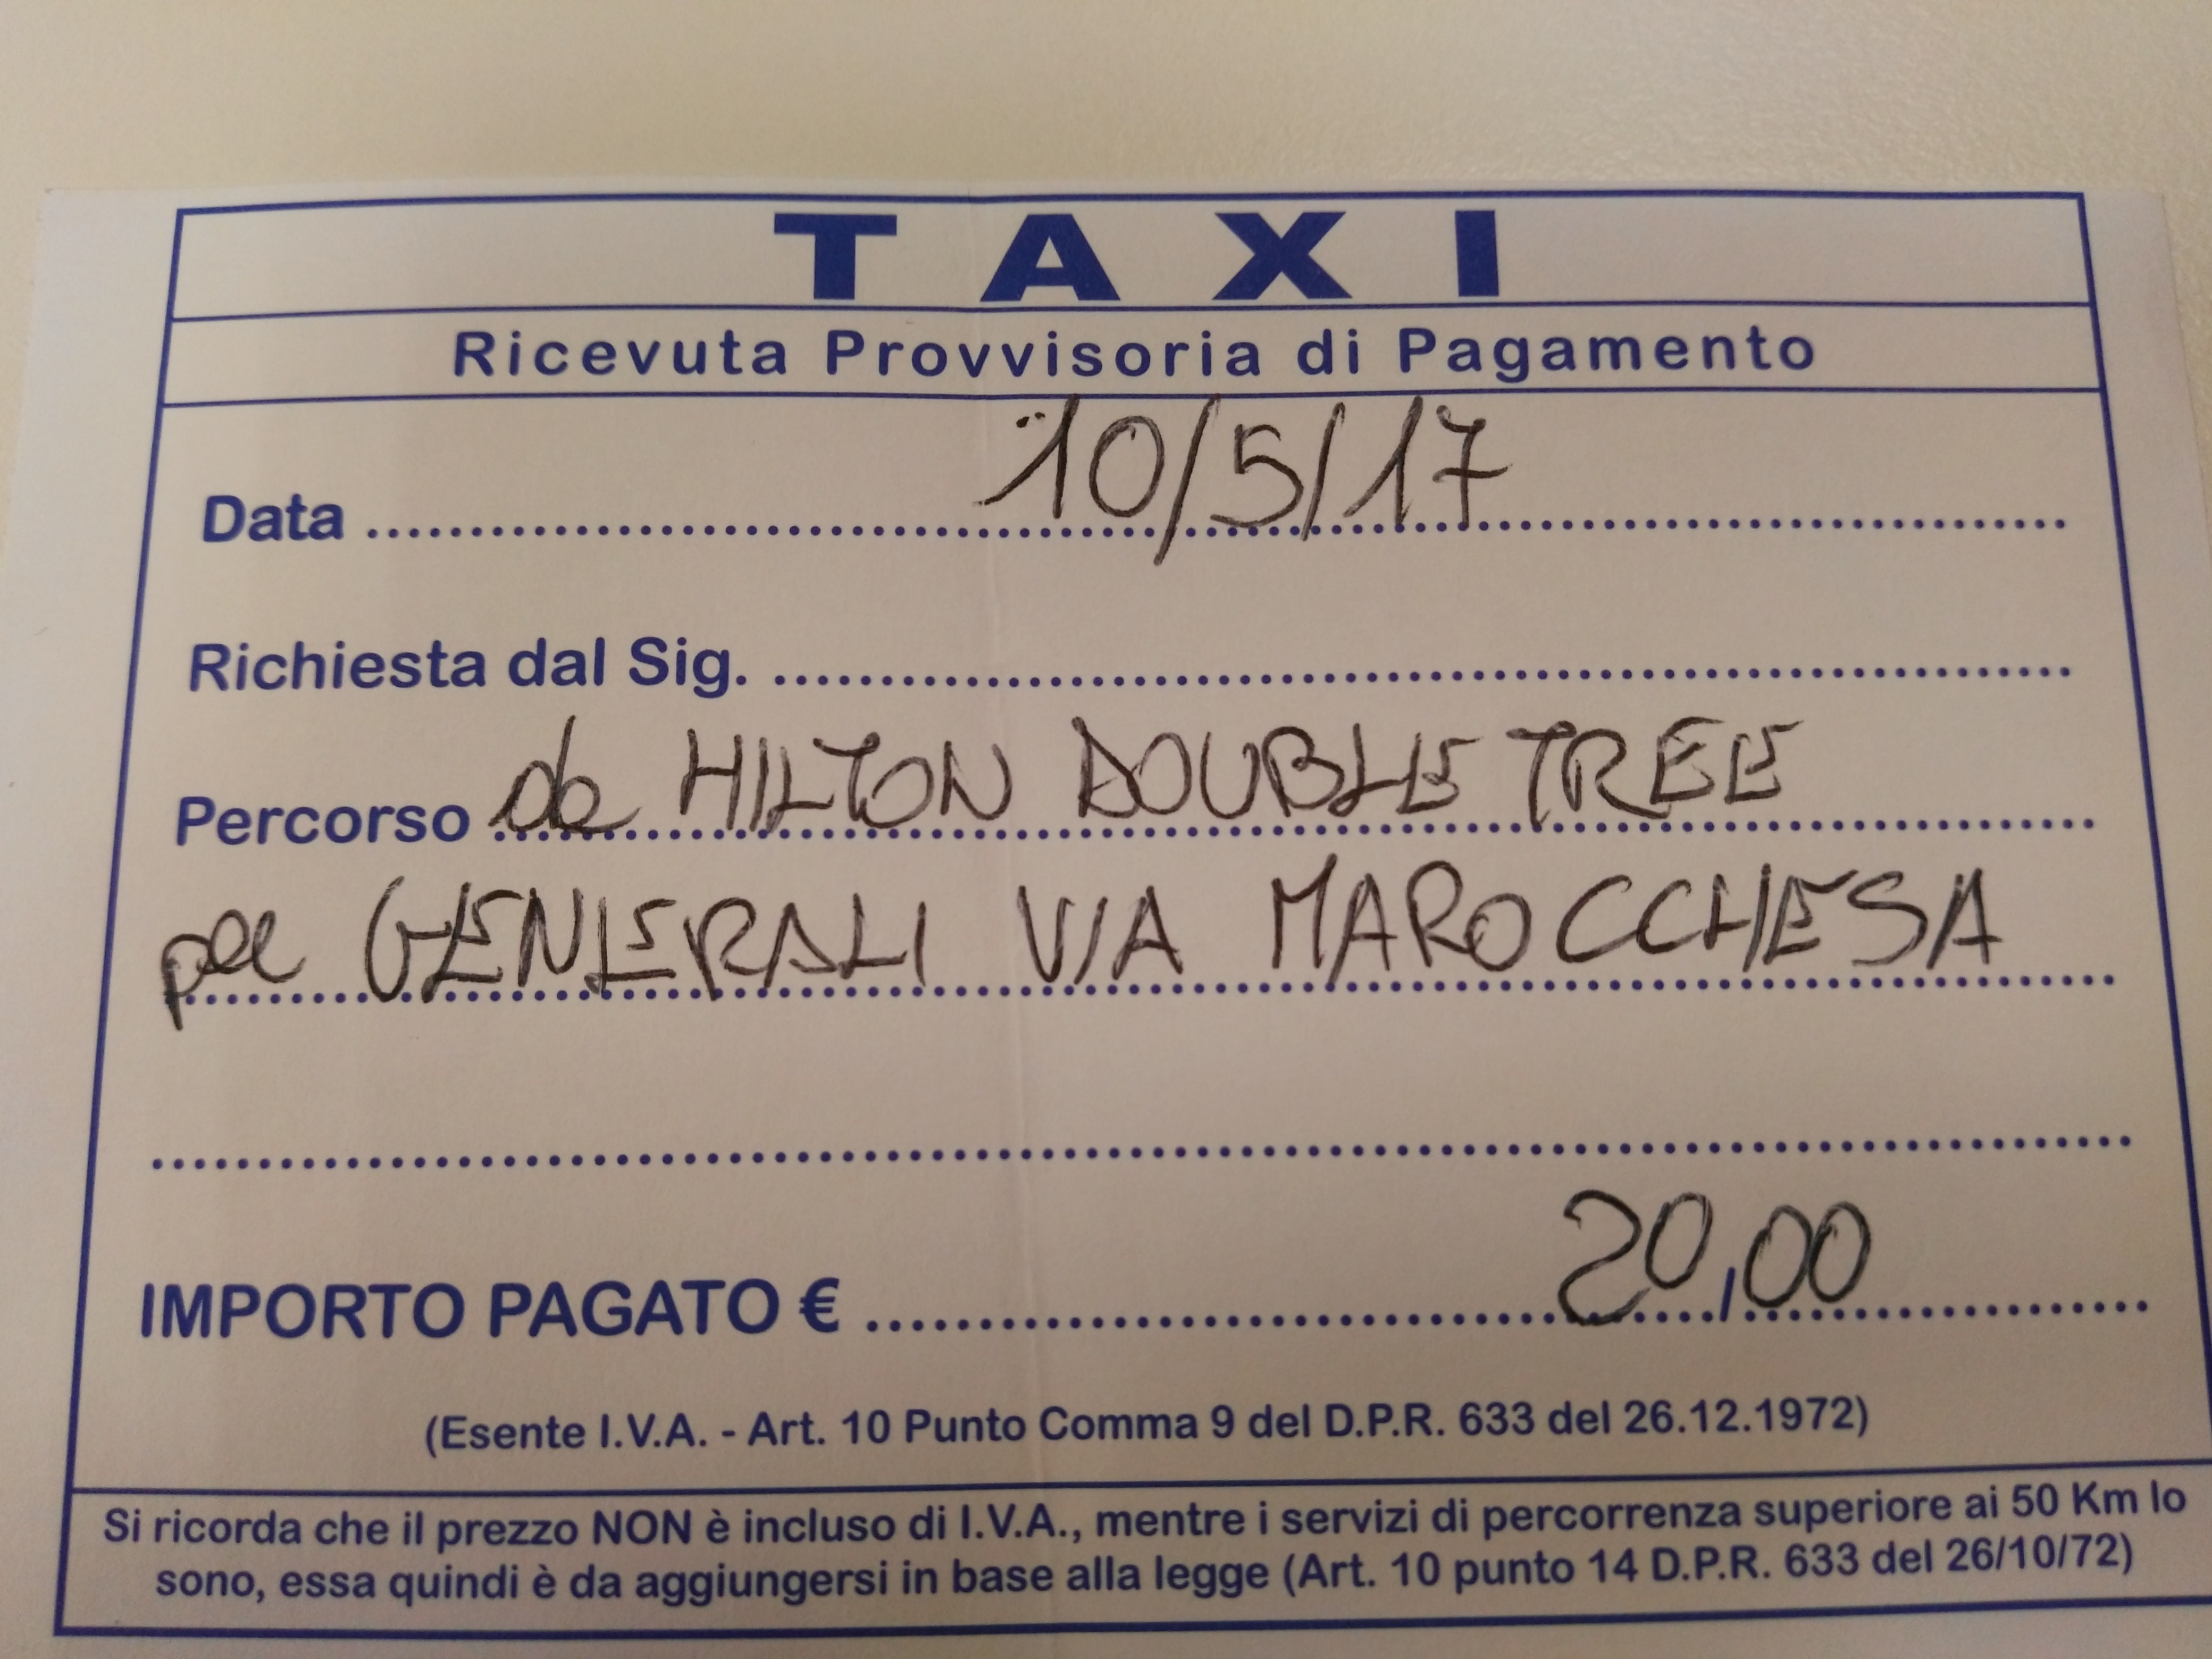 TAXI
Ricevuta Provvisoria di Pagamento
Data 10/5/17
Richiesta dal Sig.
Percorso da HILTON DOUBLE TREE
per GENERALI VIA MAROCCHESA
IMPORTO PAGATO € 20,00
(Esente I.V.A. - Art. 10 Punto Comma 9 del D.P.R. 633 del 26.12.1972)
Si ricorda che il prezzo NON è incluso di I.V.A., mentre i servizi di percorrenza superiore ai 50 Km lo
sono, essa quindi è da aggiungersi in base alla legge (Art. 10 punto 14 D.P.R. 633 del 26/10/72)